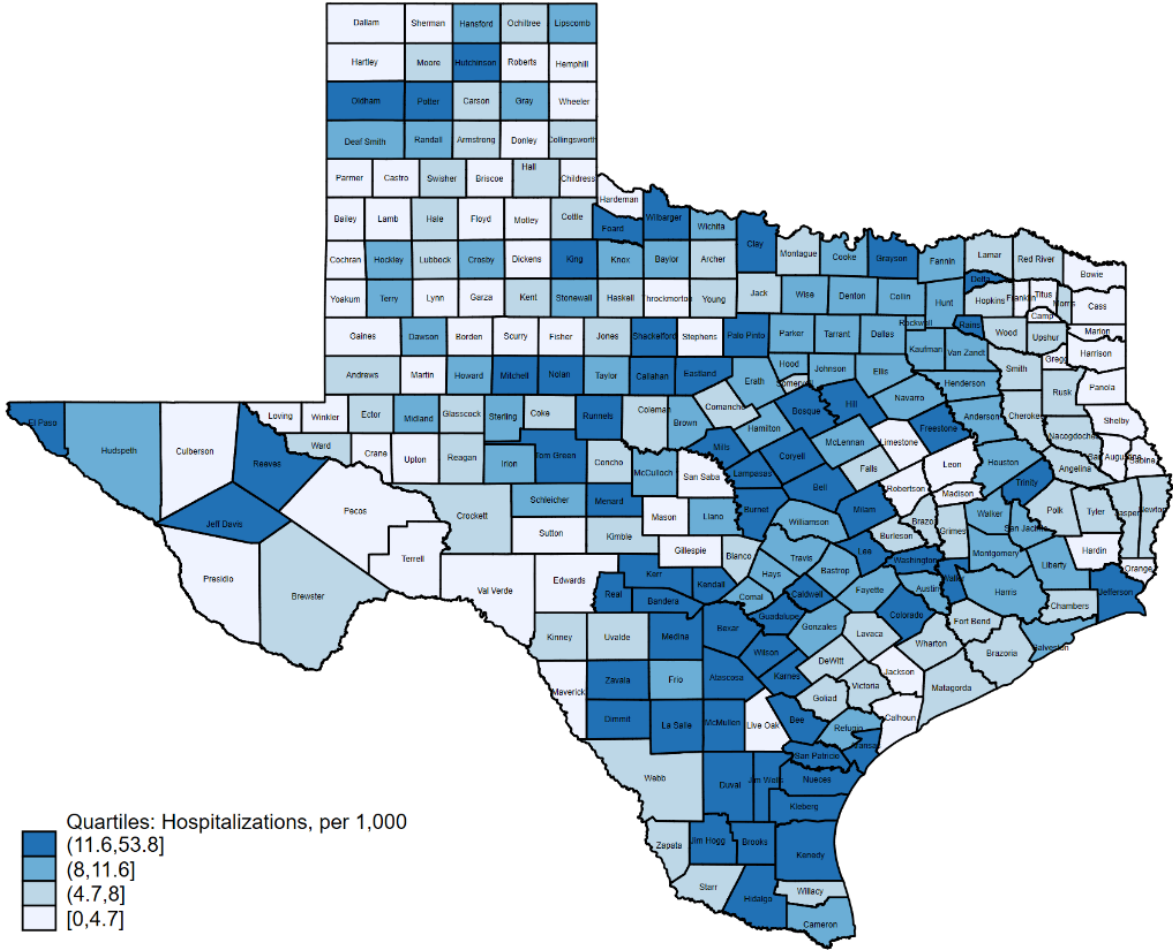 Dallam Sherman Hansford Ochiltree Lipscomb
Hartley Moore Hutchinson Roberts Hemphill
Oldham Potter Carson Gray Wheeler
Deaf Smith Randall Armstrong Donley Collingsworth
Parmer Castro Swisher Briscoe Hall Childress
Hardeman
Bailey Lamb Hale Floyd Motley Cottle Foard Wilbarger Wichita Clay
Cochran Hockley Lubbock Crosby Dickens King Knox Baylor Archer Montague Cooke Grayson Fannin Lamar Red River Bowie
Delta
Yoakum Terry Lynn Garza Kent Stonewall Haskell Throckmorton Young Jack Wise Denton Collin Hunt Hopkins Franklin Titus Morris Cass
Camp
Gaines Dawson Borden Scurry Fisher Jones Shackelford Stephens Palo Pinto Parker Tarrant Dallas Rockwall Rains Wood Upshur Marion
Kaufman Van Zandt Gregg Harrison
Andrews Martin Howard Mitchell Nolan Taylor Callahan Eastland Erath Hood Somervell Johnson Ellis Henderson Smith Rusk Panola
El Paso Hudspeth Culberson Reeves Loving Winkler Ector Midland Glasscock Sterling Coke Runnels Coleman Brown Comanche Hamilton Bosque Hill Navarro Freestone Anderson Cherokee Nacogdoches Shelby
Ward Crane Upton Reagan Irion Tom Green Concho McCulloch San Saba Mills Lampasas Coryell McLennan Limestone Falls Leon Houston Angelina Sabine
Jeff Davis Pecos Crockett Schleicher Menard Mason Llano Burnet Bell Milam Robertson Madison Trinity Polk Tyler Jasper Newton
Presidio Brewster Terrell Sutton Kimble Gillespie Blanco Williamson Burleson Grimes Walker San Jacinto Hardin Orange
Val Verde Edwards Real Kerr Bandera Kendall Comal Hays Travis Bastrop Lee Washington Montgomery Liberty Jefferson
Caldwell Fayette Austin Waller Harris Chambers
Kinney Uvalde Medina Bexar Guadalupe Gonzales Colorado Fort Bend Galveston
Wilson Lavaca Wharton Brazoria
Maverick Zavala Frio Atascosa Karnes DeWitt Jackson Matagorda
Victoria Goliad
Dimmit La Salle McMullen Live Oak Bee Refugio Calhoun
San Patricio
Webb Duval Jim Wells Nueces
Kleberg
Zapata Jim Hogg Brooks Kenedy
Starr Hidalgo Willacy
Cameron
Quartiles: Hospitalizations, per 1,000
(11.6,53.8]
(8,11.6]
(4.7,8]
[0,4.7]